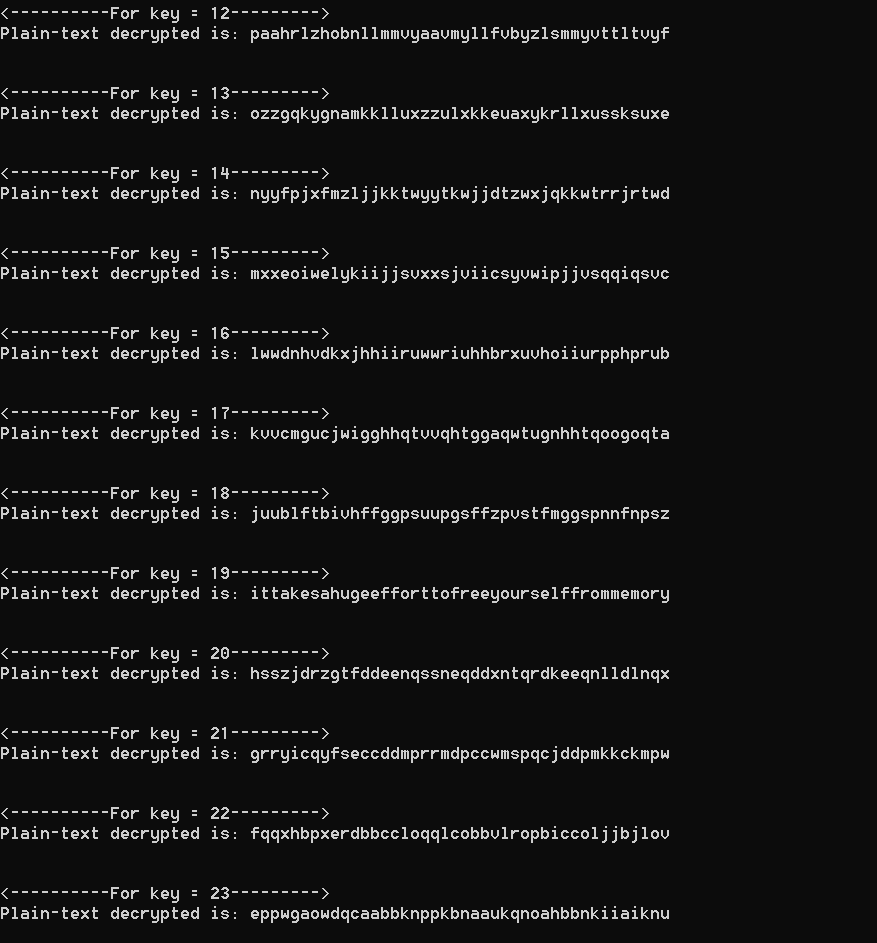 <----------For key = 12--------->
Plain-text decrypted is: paahrlzhobnllmmvyaavmyllfvbyzlsmmyvttltvyf
<----------For key = 13--------->
Plain-text decrypted is: ozzgqkygnamkklluxzzulxkkeuaxykrllxussksuxe
<----------For key = 14--------->
Plain-text decrypted is: nyyfpjxfmzljjkktwyytkwjjdtzwxjqkkwtrrjrtwd
<----------For key = 15--------->
Plain-text decrypted is: mxxeoiwelykiijjsvxxsjviicsyvwipjjvsqqiqsvc
<----------For key = 16--------->
Plain-text decrypted is: lwwdnhvdkxjhhiiruwwriuhhbrxuvhoiiurpphprub
<----------For key = 17--------->
Plain-text decrypted is: kvvcmgucjwigghhqtvvqhtggaqwtugnhhtqoogoqta
<----------For key = 18--------->
Plain-text decrypted is: juublftbivhffggpsuupgsffzpvstfmggspnnfnpsz
<----------For key = 19--------->
Plain-text decrypted is: ittakesahugeefforttofreeyourselffrommemory
<----------For key = 20--------->
Plain-text decrypted is: hsszjdrzgtfddeenqssneqddxntqrdkeeqnlldlnqx
<----------For key = 21--------->
Plain-text decrypted is: grryicqyfseccddmprrmdpccwmspqcjddpmkkckmpw
<----------For key = 22--------->
Plain-text decrypted is: fqqxhbpxerdbbccloqqlcobbvlropbiccoljjbjlov
<----------For key = 23--------->
Plain-text decrypted is: eppwgaowdqcaabbknppkbnaaukqnoahbbnkiiaiknu